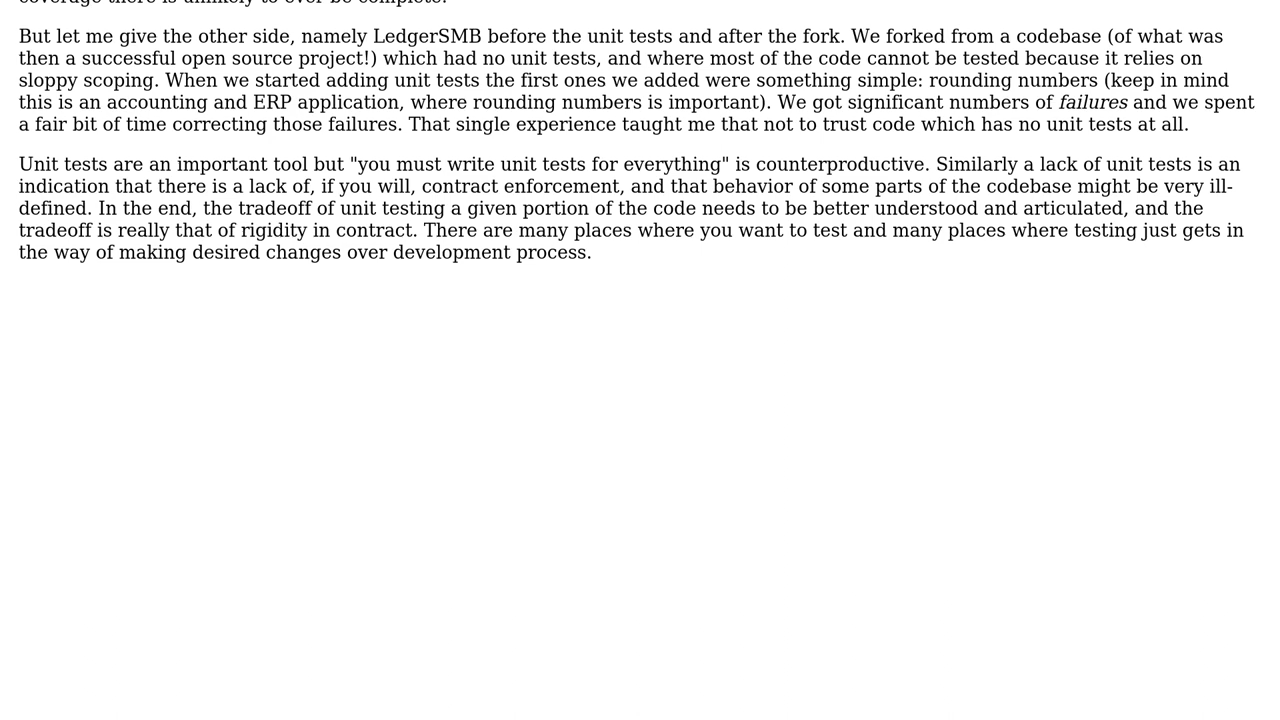 coverage there is unlikely to ever be complete.
But let me give the other side, namely LedgerSMB before the unit tests and after the fork. We forked from a codebase (of what was
then a successful open source project!) which had no unit tests, and where most of the code cannot be tested because it relies on
sloppy scoping. When we started adding unit tests the first ones we added were something simple: rounding numbers (keep in mind
this is an accounting and ERP application, where rounding numbers is important). We got significant numbers of failures and we spent
a fair bit of time correcting those failures. That single experience taught me that not to trust code which has no unit tests at all.
Unit tests are an important tool but "you must write unit tests for everything" is counterproductive. Similarly a lack of unit tests is an
indication that there is a lack of, if you will, contract enforcement, and that behavior of some parts of the codebase might be very ill-
defined. In the end, the tradeoff of unit testing a given portion of the code needs to be better understood and articulated, and the
tradeoff is really that of rigidity in contract. There are many places where you want to test and many places where testing just gets in
the way of making desired changes over development process.